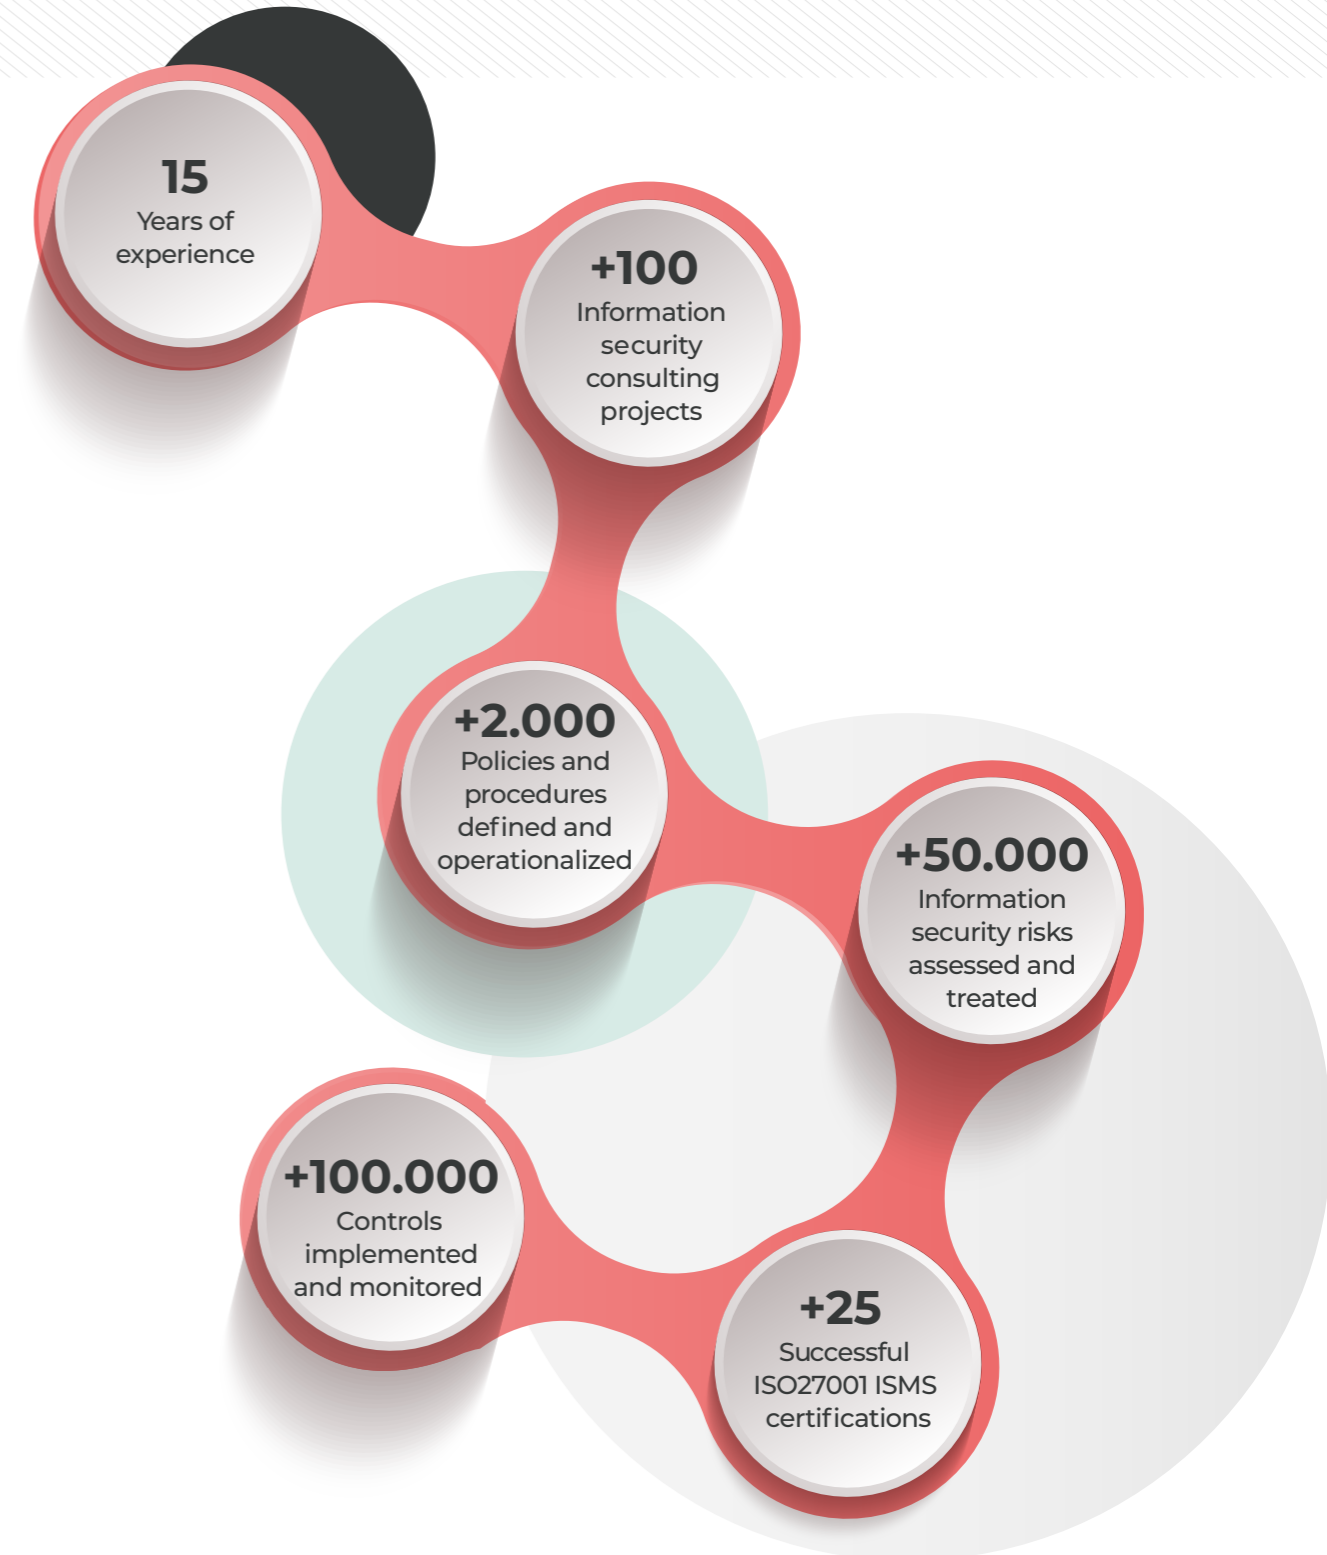 15
Years of
experience
+100
Information
security
consulting
projects
+2.000
Policies and
procedures
defined and
operationalized
+50.000
Information
security risks
assessed and
treated
+25
Successful
ISO27001 ISMS
certifications
+100.000
Controls
implemented
and monitored